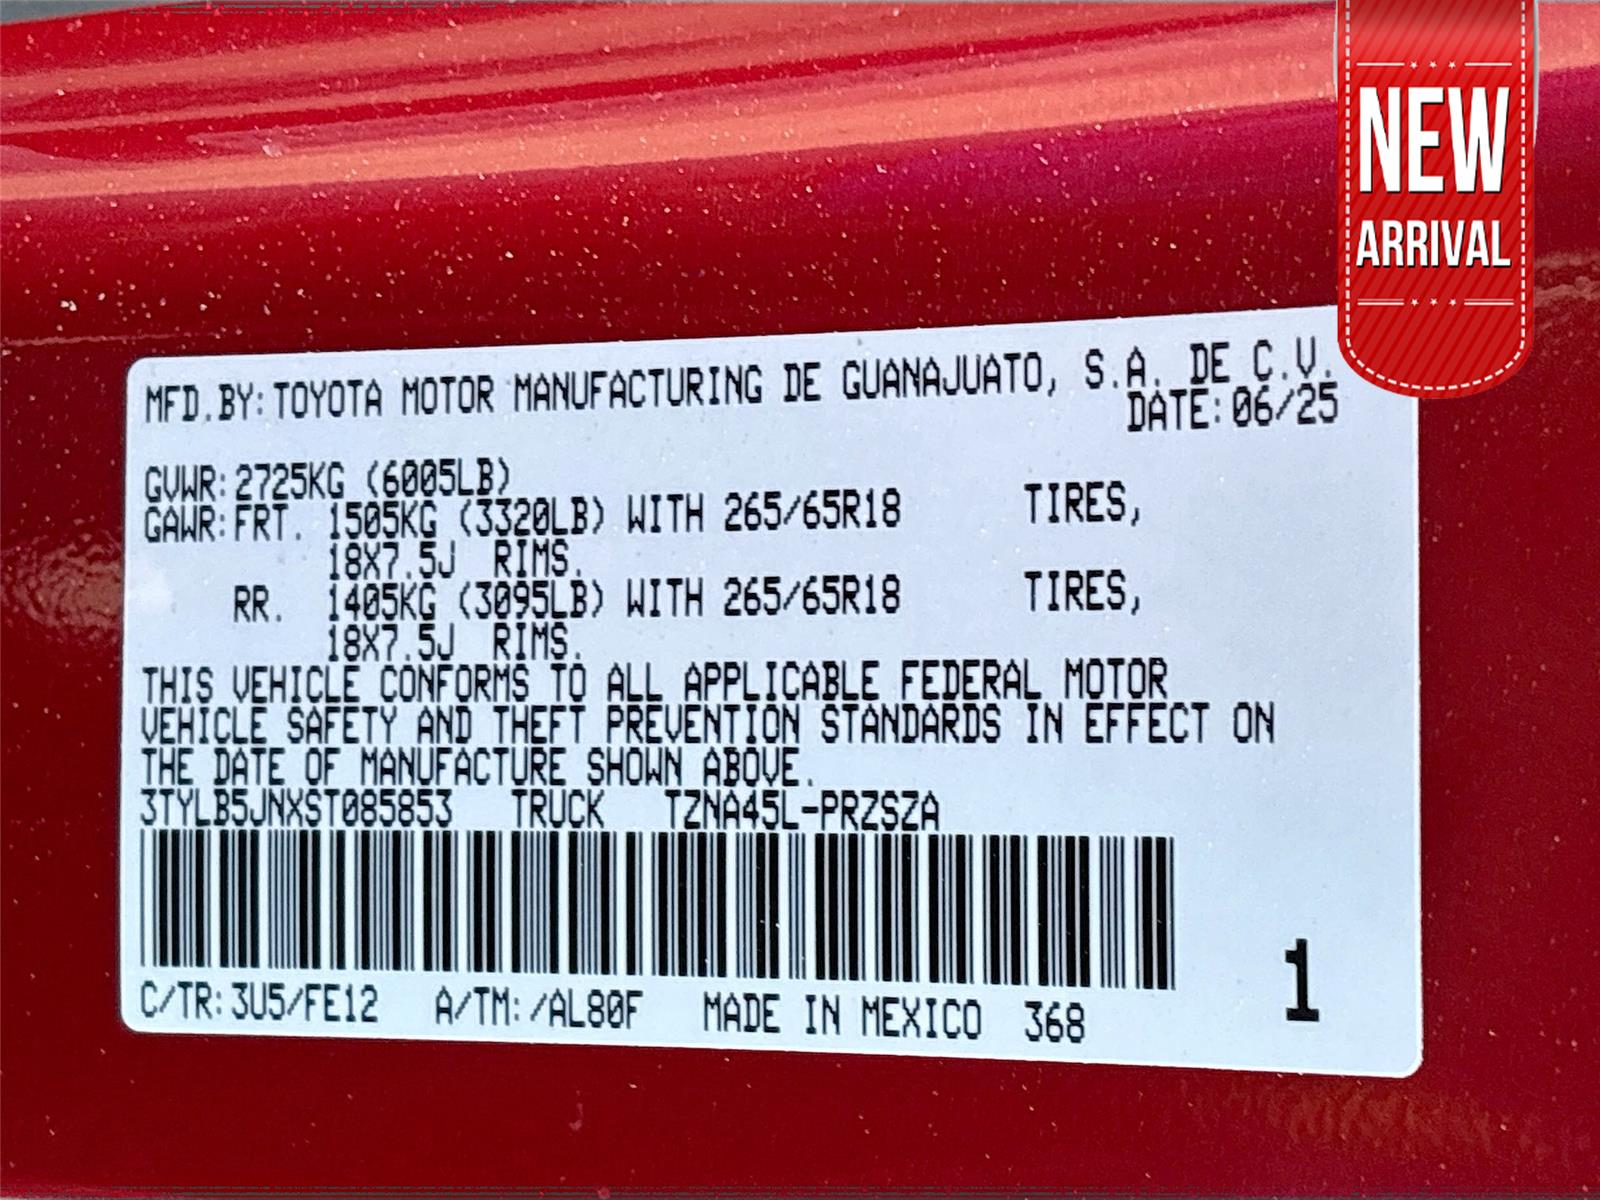 NEW
ARRIVAL
MFD.BY:TOYOTA MOTOR MANUFACTURING DE GUANAJUATO, S.A. DE C.V.
DATE:06/25
GVWR:2725KG (6005LB)
GAWR:FRT. 1505KG (3320LB) WITH 265/65R18 TIRES,
18X7.5J RIMS.
RR. 1405KG (3095LB) WITH 265/65R18 TIRES,
18X7.5J RIMS.
THIS VEHICLE CONFORMS TO ALL APPLICABLE FEDERAL MOTOR
VEHICLE SAFETY AND THEFT PREVENTION STANDARDS IN EFFECT ON
THE DATE OF MANUFACTURE SHOWN ABOVE.
3TYLB5JNXST085853 TRUCK TZNA45L-PRZSZA
C/TR:3U5/FE12 A/TM:/AL80F MADE IN MEXICO 368
1